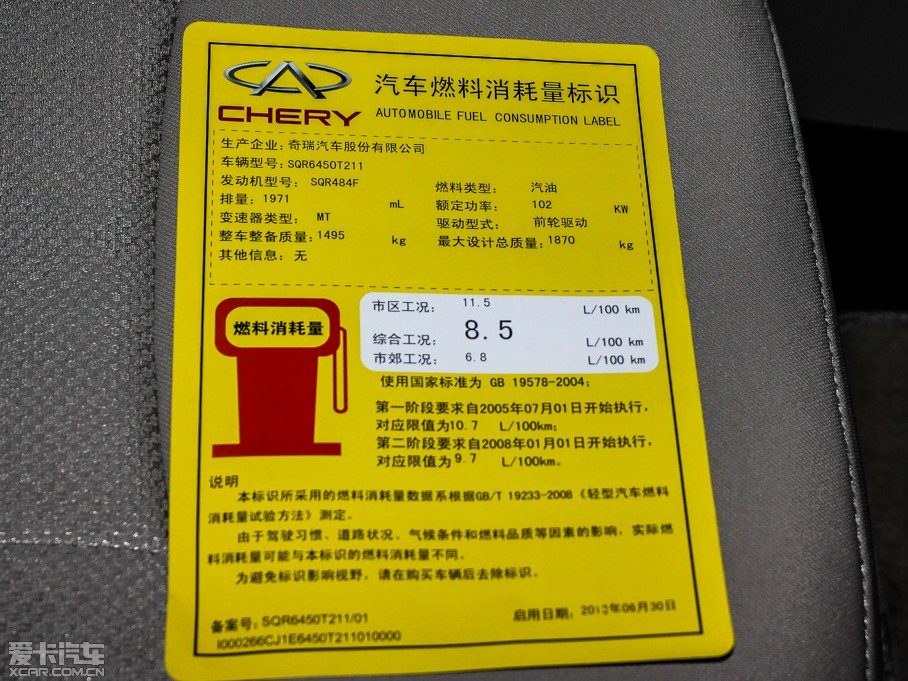 CHERY
汽车燃料消耗量标识
AUTOMOBILE FUEL CONSUMPTION LABEL
生产企业:奇瑞汽车股份有限公司
车辆型号:SQR6450T211
发动机型号: SQR484F 燃料类型: 汽油
排量:1971 mL 额定功率: 102 KW
变速器类型: MT 驱动型式: 前轮驱动
整车整备质量:1495 kg 最大设计总质量:1870 kg
其他信息:无
燃料消耗量
市区工况: 11.5 L/100 km
综合工况: 8.5 L/100 km
市郊工况: 6.8 L/100 km
使用国家标准为 GB 19578-2004;
第一阶段要求自2005年07月01日开始执行,
对应限值为10.7 L/100km;
第二阶段要求自2008年01月01日开始执行,
对应限值为9.7 L/100km。
说明
本标识所采用的燃料消耗量数据系根据GB/T 19233-2008《轻型汽车燃料
消耗量试验方法》测定。
由于驾驶习惯、道路状况、气候条件和燃料品质等因素的影响,实际燃
料消耗量可能与本标识的燃料消耗量不同。
为避免标识影响视野,请在购买车辆后去除标识。
备案号:SQR6450T211/01 启用日期: 06月30日
I000266CJ1E6450T211010000
爱卡汽车
XCAR.COM.CN